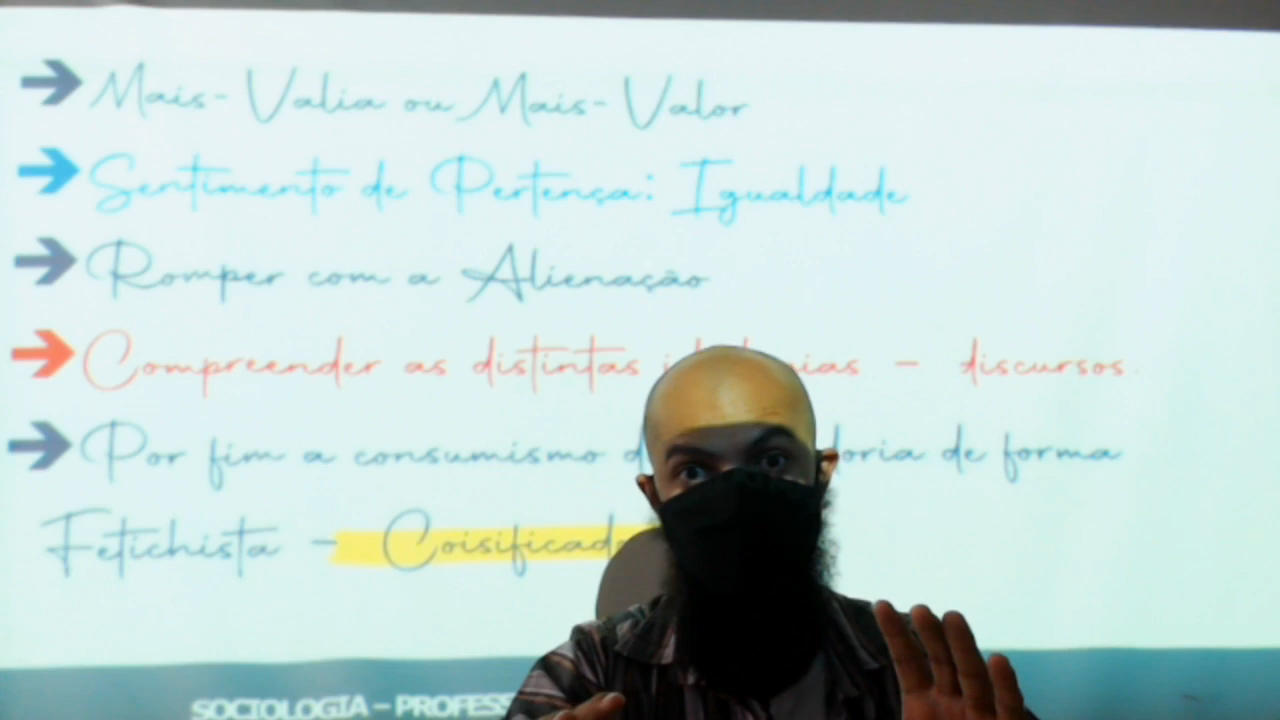 Mais-Valia ou Mais-Valor
Sentimento de Pertença: Igualdade
Romper com a Alienação
Compreender as distintas - discursos.
Por fim a consumismo de forma
Fetichista -
SOCIOLOGIA -